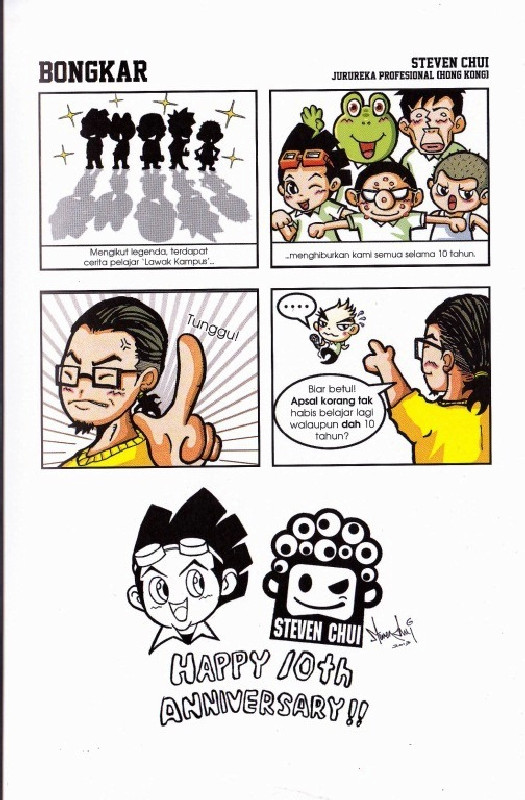 BONGKAR
STEVEN CHUI
JURUREKA PROFESIONAL (HONG KONG)
Mengikut legenda, terdapat
cerita pelajar 'Lawak Kampus'...
...menghiburkan kami semua selama 10 tahun.
Tunggu!
....
Biar betul!
Apsal korang tak
habis belajar lagi
walaupun dah 10
tahun?
STEVEN CHUI
HAPPY 10th
ANNIVERSARY!!